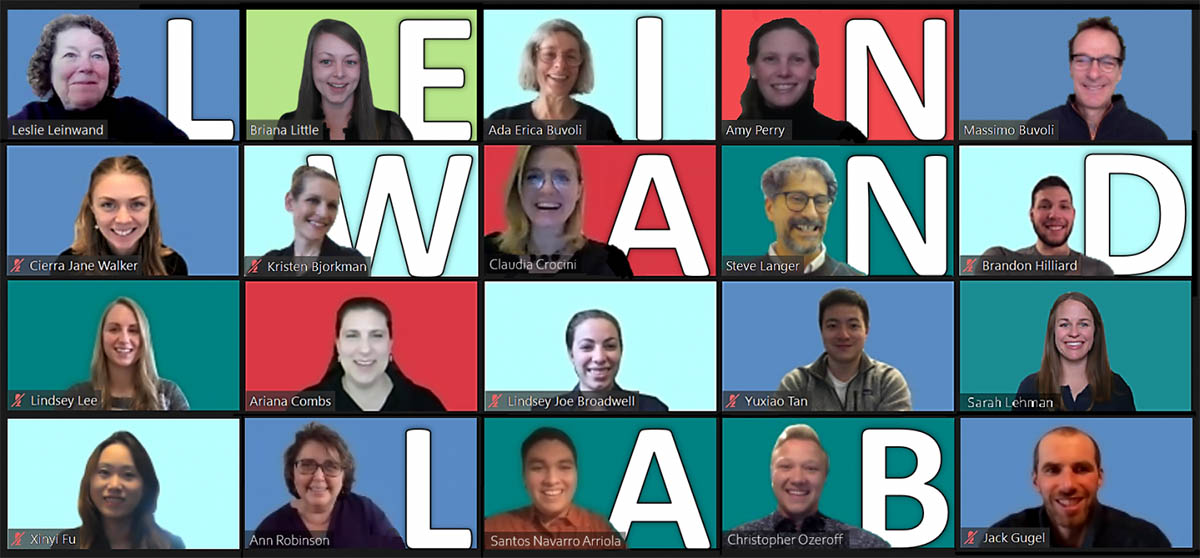 L E I N
Leslie Leinwand Briana Little Ada Erica Buvoli Amy Perry Massimo Buvoli
W A N D
Cierra Jane Walker Kristen Bjorkman Claudia Crocini Steve Langer Brandon Hilliard
Lindsey Lee Ariana Combs Lindsey Joe Broadwell Yuxiao Tan Sarah Lehman
L A B
Xinyi Fu Ann Robinson Santos Navarro Arriola Christopher Ozeroff Jack Gugel